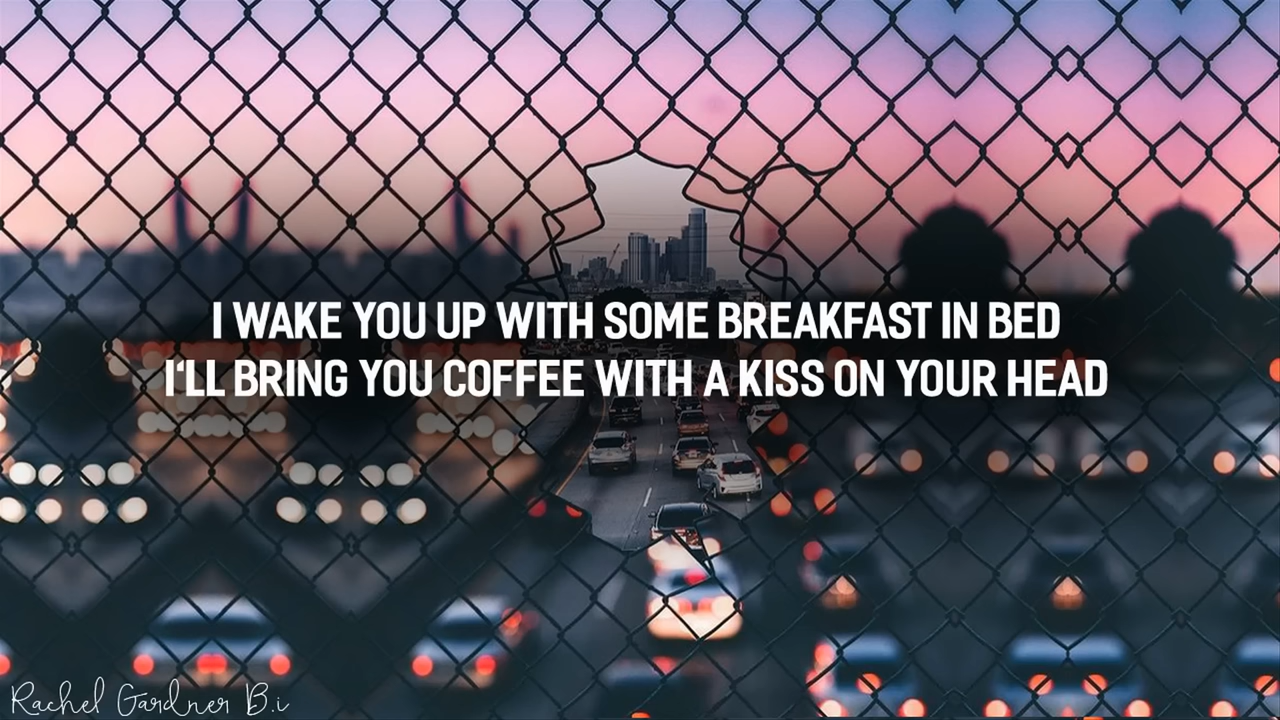 I WAKE YOU UP WITH SOME BREAKFAST IN BED
I'LL BRING YOU COFFEE WITH A KISS ON YOUR HEAD
Rachel Gardner B.i